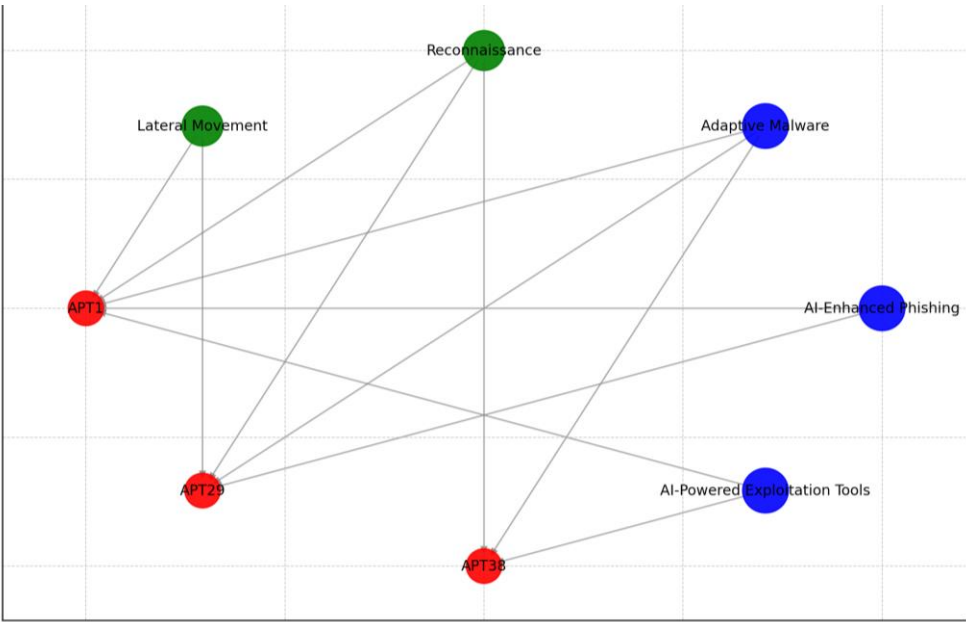 Reconnaissance
Lateral Movement
Adaptive Malware
APT1
AI-Enhanced Phishing
APT29
AI-Powered Exploitation Tools
APT38